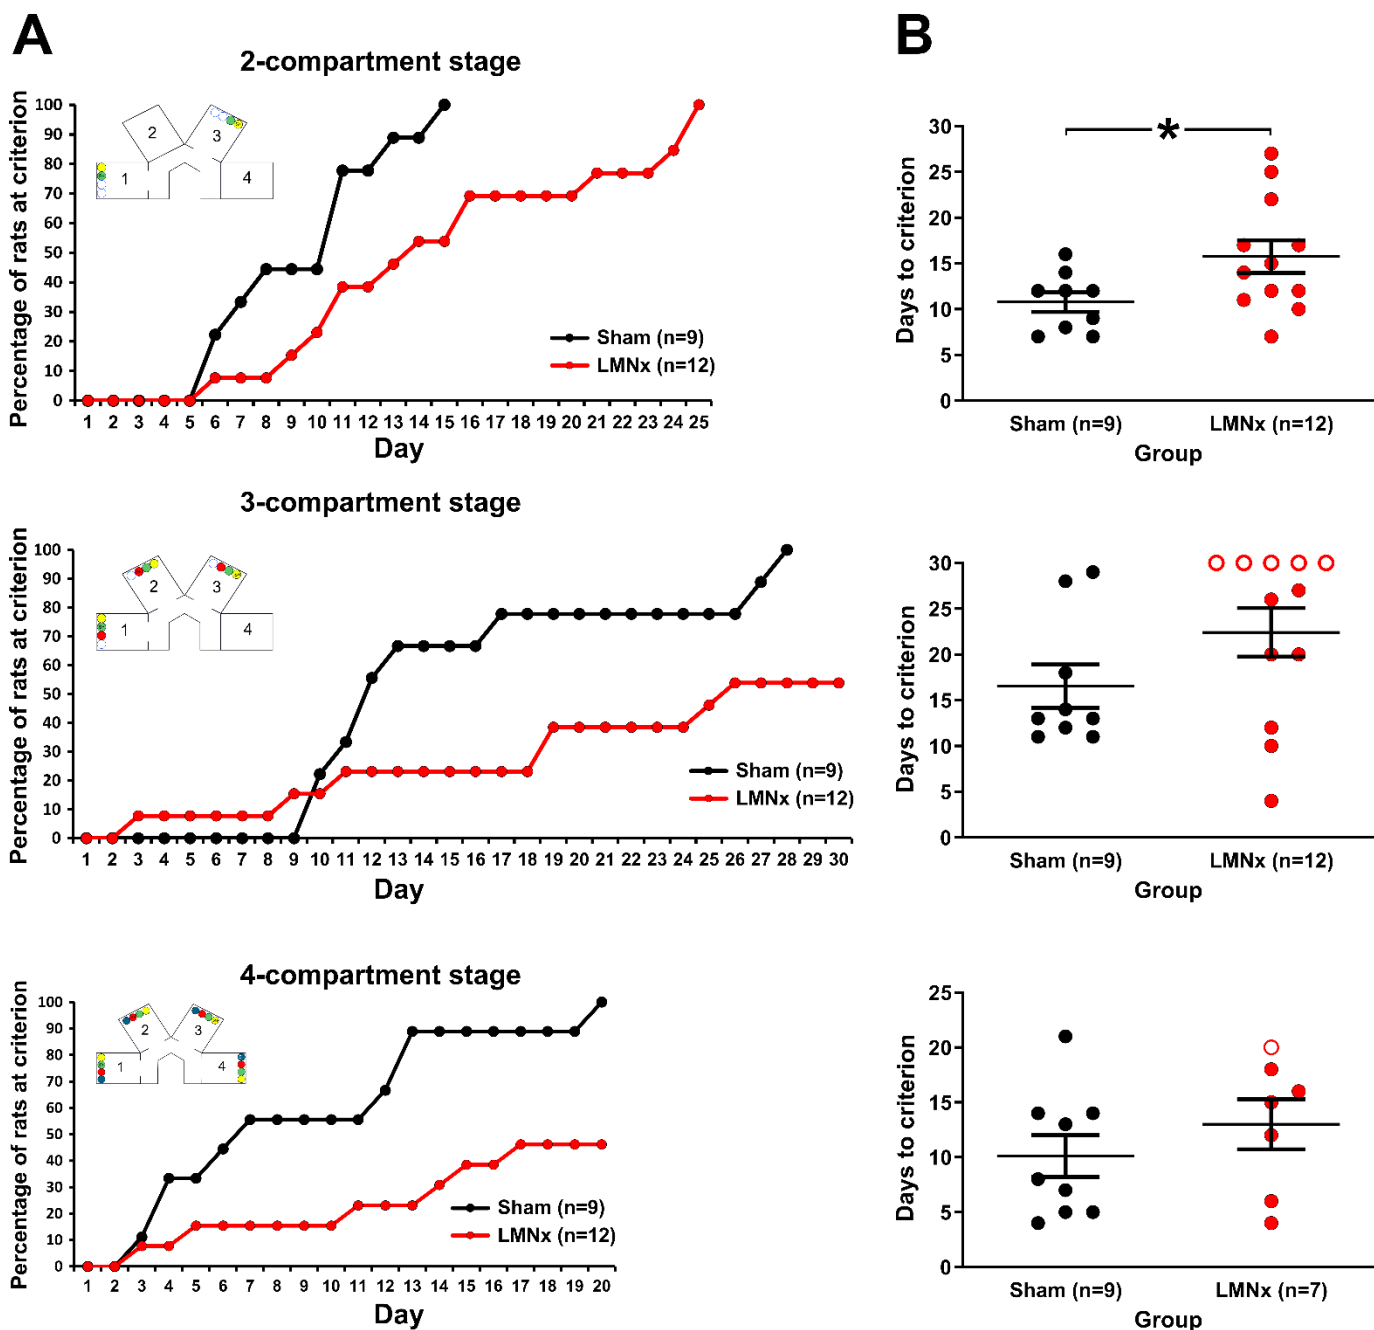 A
B
2-compartment stage
Percentage of rats at criterion
100
90
80
70
60
50
40
30
20
10
0
1
2
3
4
Sham (n=9)
LMNx (n=12)
1 2 3 4 5 6 7 8 9 10 11 12 13 14 15 16 17 18 19 20 21 22 23 24 25
Day
Days to criterion
30
25
20
15
10
5
0
*
Sham (n=9) LMNx (n=12)
Group
3-compartment stage
Percentage of rats at criterion
100
90
80
70
60
50
40
30
20
10
0
1
2
3
4
Sham (n=9)
LMNx (n=12)
1 2 3 4 5 6 7 8 9 10 11 12 13 14 15 16 17 18 19 20 21 22 23 24 25 26 27 28 29 30
Day
Days to criterion
30
25
20
15
10
5
0
Sham (n=9) LMNx (n=12)
Group
4-compartment stage
Percentage of rats at criterion
100
90
80
70
60
50
40
30
20
10
0
1
2
3
4
Sham (n=9)
LMNx (n=12)
1 2 3 4 5 6 7 8 9 10 11 12 13 14 15 16 17 18 19 20
Day
Days to criterion
25
20
15
10
5
0
Sham (n=9) LMNx (n=7)
Group